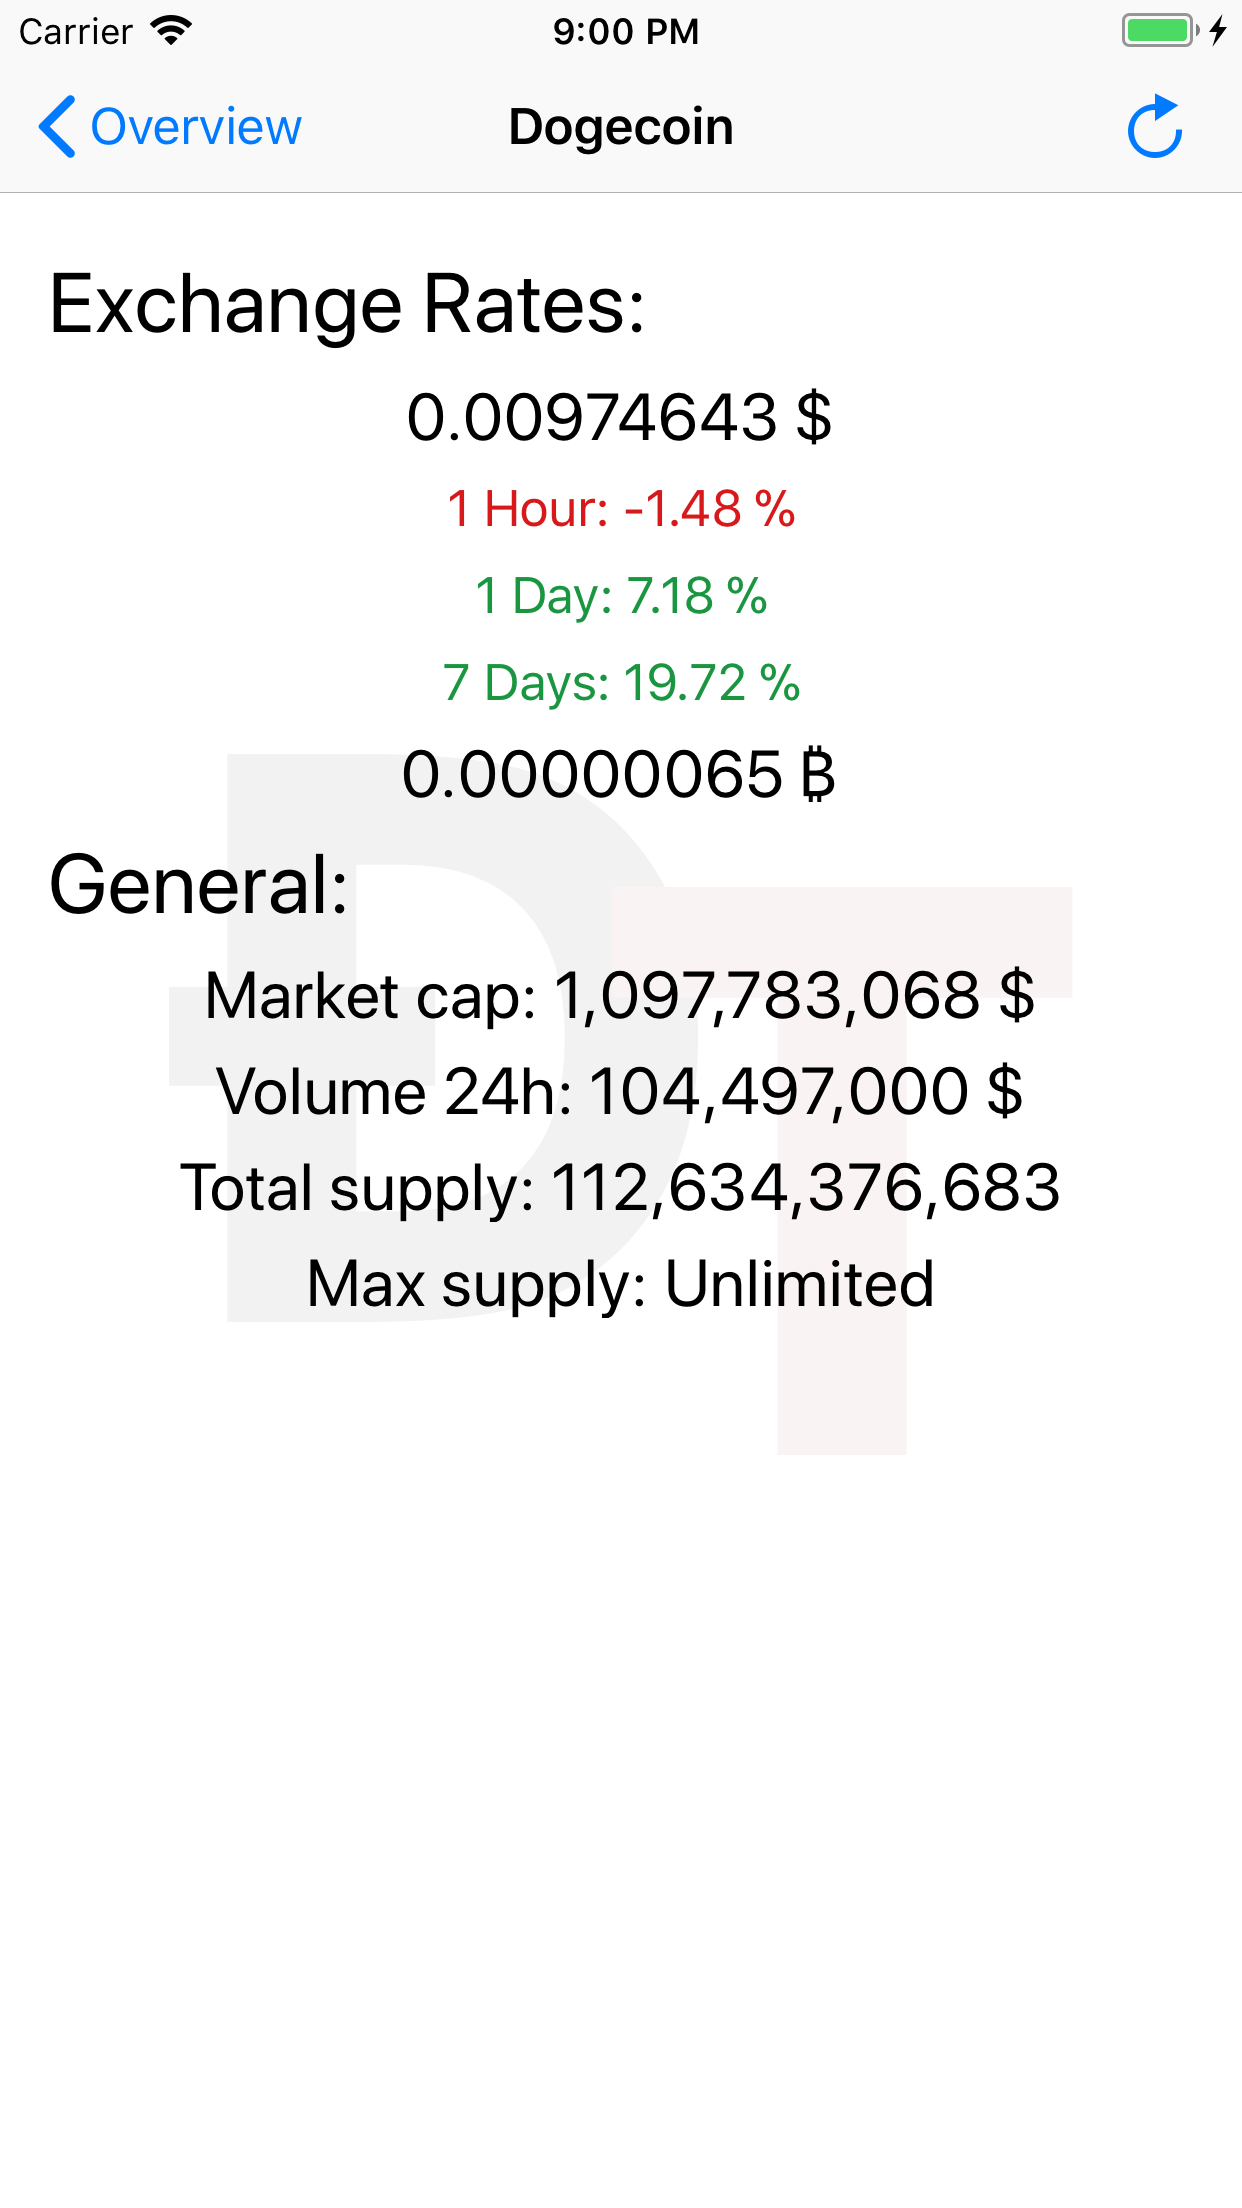 Carrier 9:00 PM
Overview Dogecoin
Exchange Rates:
0.00974643 $
1 Hour: -1.48 %
1 Day: 7.18 %
7 Days: 19.72 %
0.00000065 ₿
General:
Market cap: 1,097,783,068 $
Volume 24h: 104,497,000 $
Total supply: 112,634,376,683
Max supply: Unlimited
ÐT